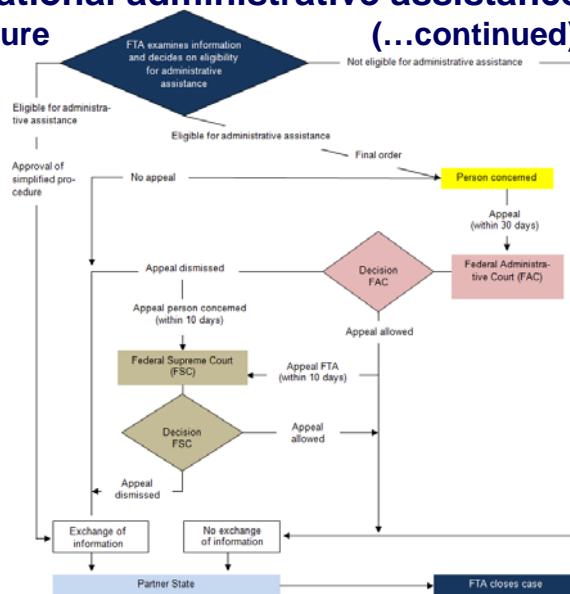 ational administrative assistance
ure (…continued)
FTA examines information
and decides on eligibility
for administrative
assistance
Not eligible for administrative assistance
Eligible for administra-
tive assistance
Eligible for administrative assistance
Approval of
simplified pro-
cedure
Final order
No appeal
Person concerned
Appeal
(within 30 days)
Appeal dismissed
Decision
FAC
Federal Administra-
tive Court (FAC)
Appeal person concerned
(within 10 days)
Appeal allowed
Federal Supreme Court
(FSC)
Appeal FTA
(within 10 days)
Decision
FSC
Appeal
allowed
Appeal
dismissed
Exchange of
information
No exchange
of information
Partner State
FTA closes case